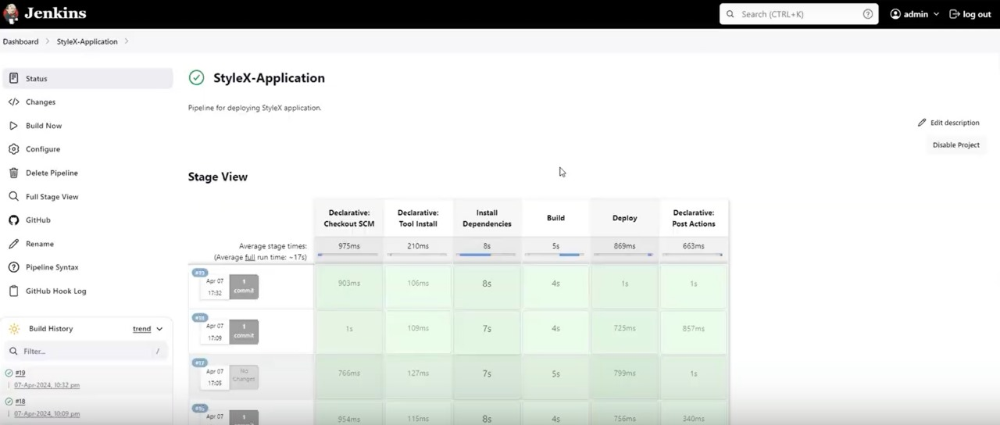 Jenkins
Search (CTRL+K)
admin
log out
Dashboard
StyleX-Application
Status
Changes
Build Now
Configure
Delete Pipeline
Full Stage View
GitHub
Rename
Pipeline Syntax
GitHub Hook Log
Build History
trend
Filter...
/
#19
07-Apr-2024, 10:32 pm
#18
07-Apr-2024, 10:09 pm
StyleX-Application
Pipeline for deploying StyleX application.
Edit description
Disable Project
Stage View
Declarative: Checkout SCM
Declarative: Tool Install
Install Dependencies
Build
Deploy
Declarative: Post Actions
Average stage times:
(Average full run time: ~17s)
975ms 210ms 8s 5s 869ms 663ms
#19
Apr 07
17:32
1 commit
903ms 106ms 8s 4s 1s 1s
#18
Apr 07
17:09
1 commit
1s 109ms 7s 4s 725ms 857ms
#17
Apr 07
17:05
No Changes
766ms 127ms 7s 5s 799ms 1s
#16
Apr 07
1
954ms 115ms 8s 4s 756ms 340ms